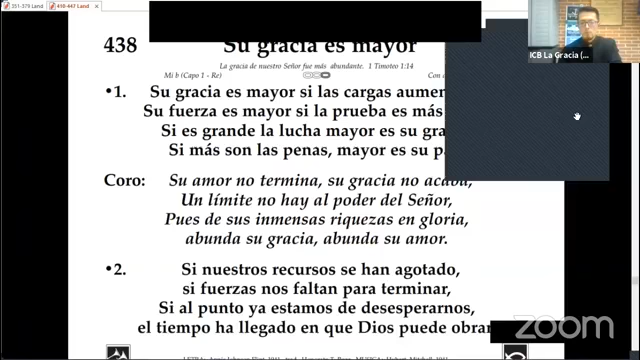 351-379 Land
410-447 Land
438
Su gracia es mayor
La gracia de nuestro Señor fue más abundante. 1 Timoteo 1:14
Mi b (Capo 1 - Re)
Con
ICB La Gracia (...
•1. Su gracia es mayor si las cargas
Su fuerza es mayor si la prueba es más
Si es grande la lucha mayor es su
Si más son las penas, mayor es su
Coro: Su amor no termina, su gracia no acaba,
Un límite no hay al poder del Señor,
Pues de sus inmensas riquezas en gloria,
abunda su gracia, abunda su amor.
•2. Si nuestros recursos se han agotado,
si fuerzas nos faltan para terminar,
Si al punto ya estamos de desesperarnos,
el tiempo ha llegado en que Dios puede obrar
zoom